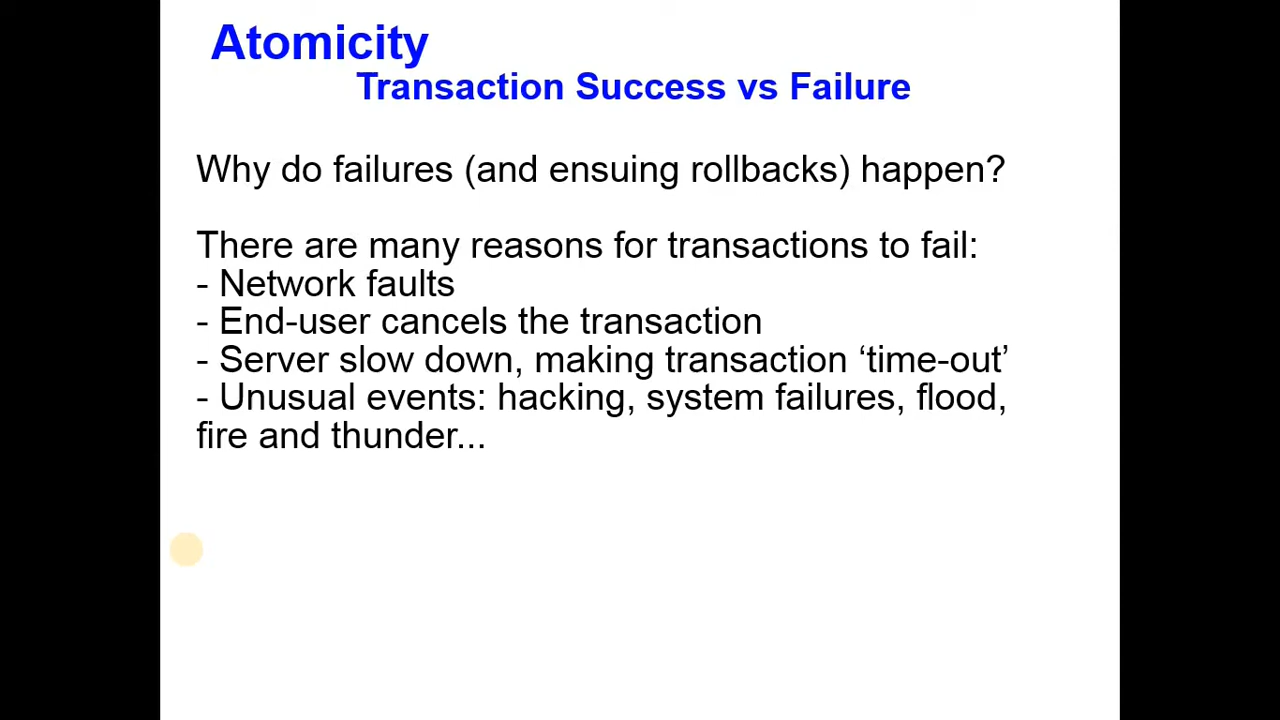 Atomicity
Transaction Success vs Failure
Why do failures (and ensuing rollbacks) happen?
There are many reasons for transactions to fail:
- Network faults
- End-user cancels the transaction
- Server slow down, making transaction ‘time-out’
- Unusual events: hacking, system failures, flood,
fire and thunder...